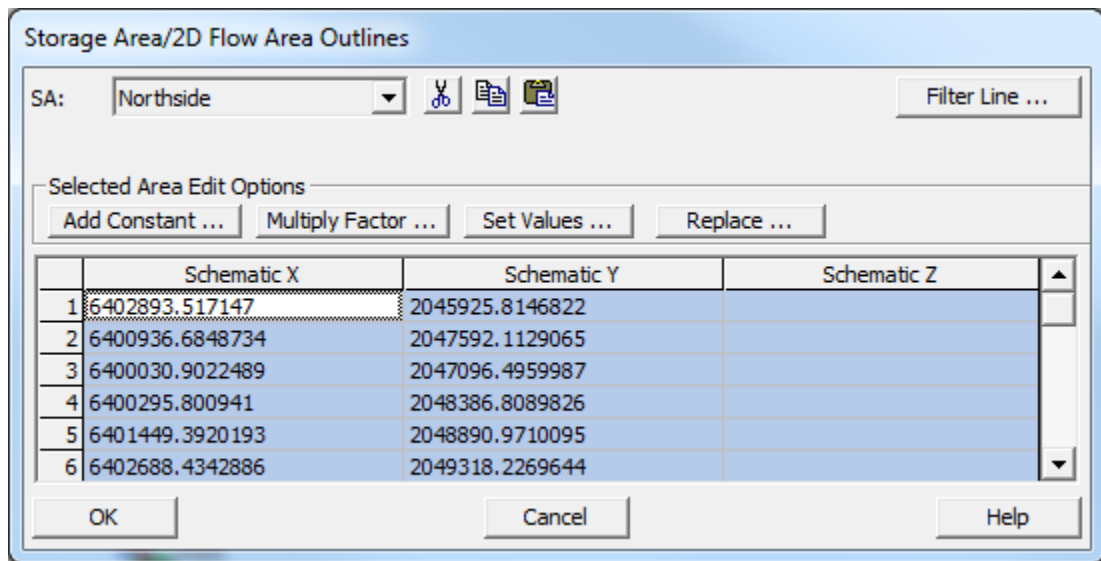 Storage Area/2D Flow Area Outlines
SA: Northside Filter Line ...
Selected Area Edit Options
Add Constant ... Multiply Factor ... Set Values ... Replace ...
Schematic X Schematic Y Schematic Z
1 6402893.517147 2045925.8146822
2 6400936.6848734 2047592.1129065
3 6400030.9022489 2047096.4959987
4 6400295.800941 2048386.8089826
5 6401449.3920193 2048890.9710095
6 6402688.4342886 2049318.2269644
OK Cancel Help